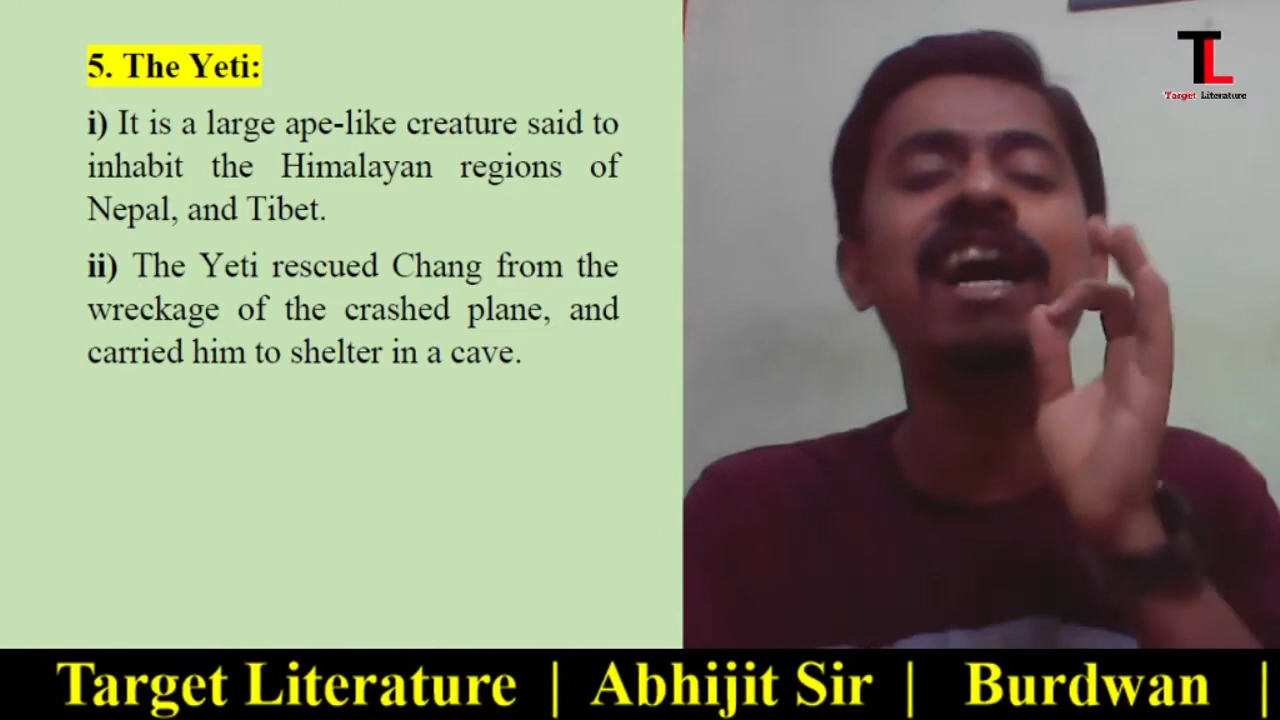 5. The Yeti:
i) It is a large ape-like creature said to
inhabit the Himalayan regions of
Nepal, and Tibet.
ii) The Yeti rescued Chang from the
wreckage of the crashed plane, and
carried him to shelter in a cave.
TL
Target Literature
Target Literature | Abhijit Sir | Burdwan |